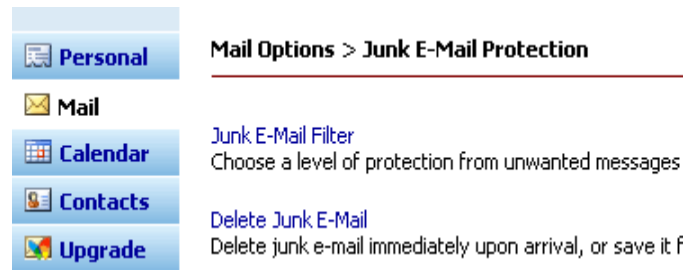 Personal
Mail
Calendar
Contacts
Upgrade
Mail Options > Junk E-Mail Protection
Junk E-Mail Filter
Choose a level of protection from unwanted messages
Delete Junk E-Mail
Delete junk e-mail immediately upon arrival, or save it f